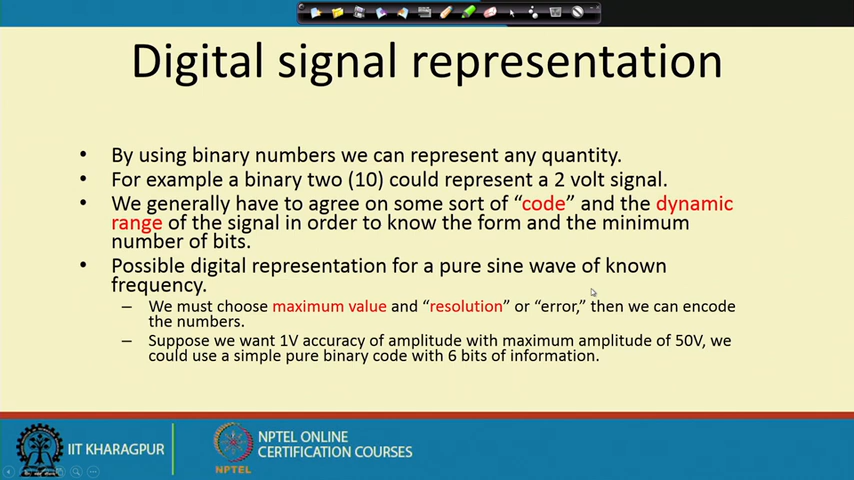 Digital signal representation
• By using binary numbers we can represent any quantity.
• For example a binary two (10) could represent a 2 volt signal.
• We generally have to agree on some sort of “code” and the dynamic
range of the signal in order to know the form and the minimum
number of bits.
• Possible digital representation for a pure sine wave of known
frequency.
– We must choose maximum value and “resolution” or “error,” then we can encode
the numbers.
– Suppose we want 1V accuracy of amplitude with maximum amplitude of 50V, we
could use a simple pure binary code with 6 bits of information.
IIT KHARAGPUR
NPTEL
NPTEL ONLINE
CERTIFICATION COURSES